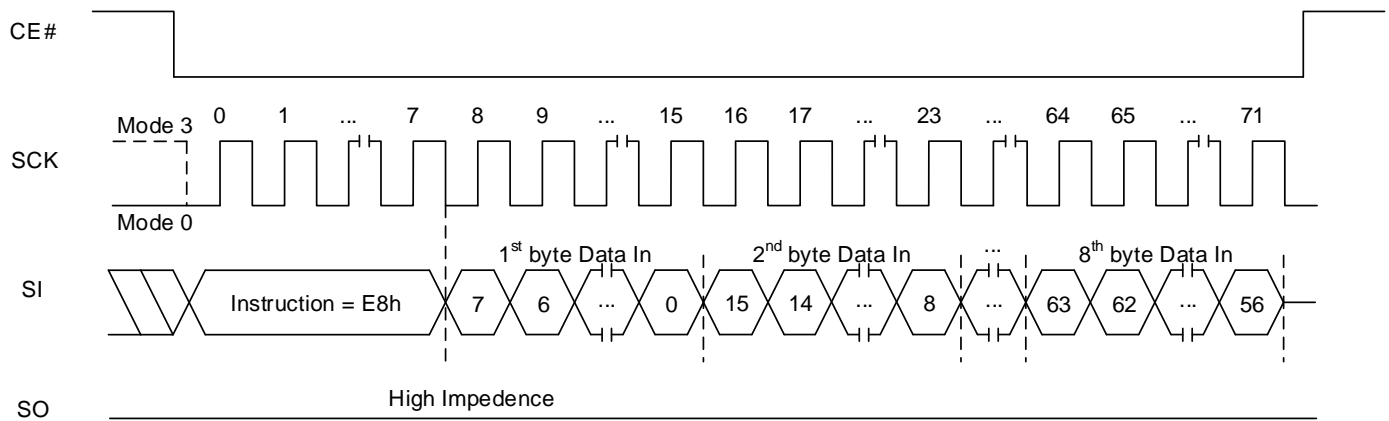 CE#
0 1 ... 7 8 9 ... 15 16 17 ... 23 ... 64 65 ... 71
Mode 3
SCK
Mode 0
1st byte Data In 2nd byte Data In ... 8th byte Data In
SI
Instruction = E8h 7 6 ... 0 15 14 ... 8 ... 63 62 ... 56
High Impedence
SO